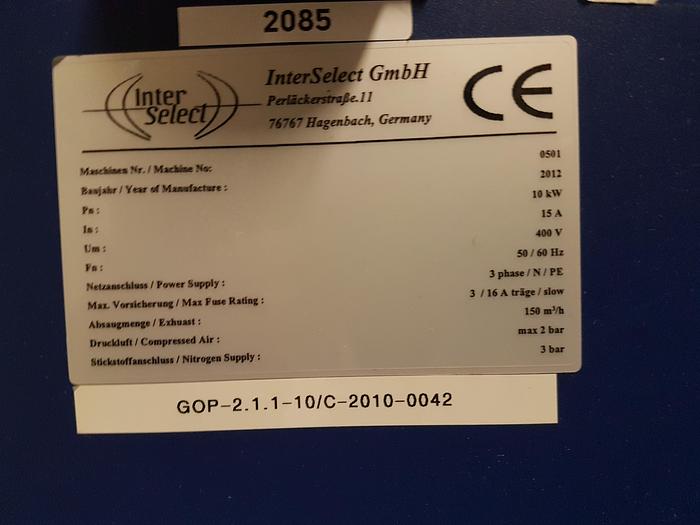 2085
Inter
Select
InterSelect GmbH
Perläckerstraße.11
76767 Hagenbach, Germany
CE
Maschinen Nr. / Machine No: 0501
Baujahr / Year of Manufacture : 2012
Pn : 10 kW
In : 15 A
Um : 400 V
Fn : 50 / 60 Hz
Netzanschluss / Power Supply : 3 phase / N / PE
Max. Vorsicherung / Max Fuse Rating : 3 / 16 A träge / slow
Absaugmenge / Exhuast : 150 m³/h
Druckluft / Compressed Air : max 2 bar
Stickstoffanschluss / Nitrogen Supply : 3 bar
GOP-2.1.1-10/C-2010-0042